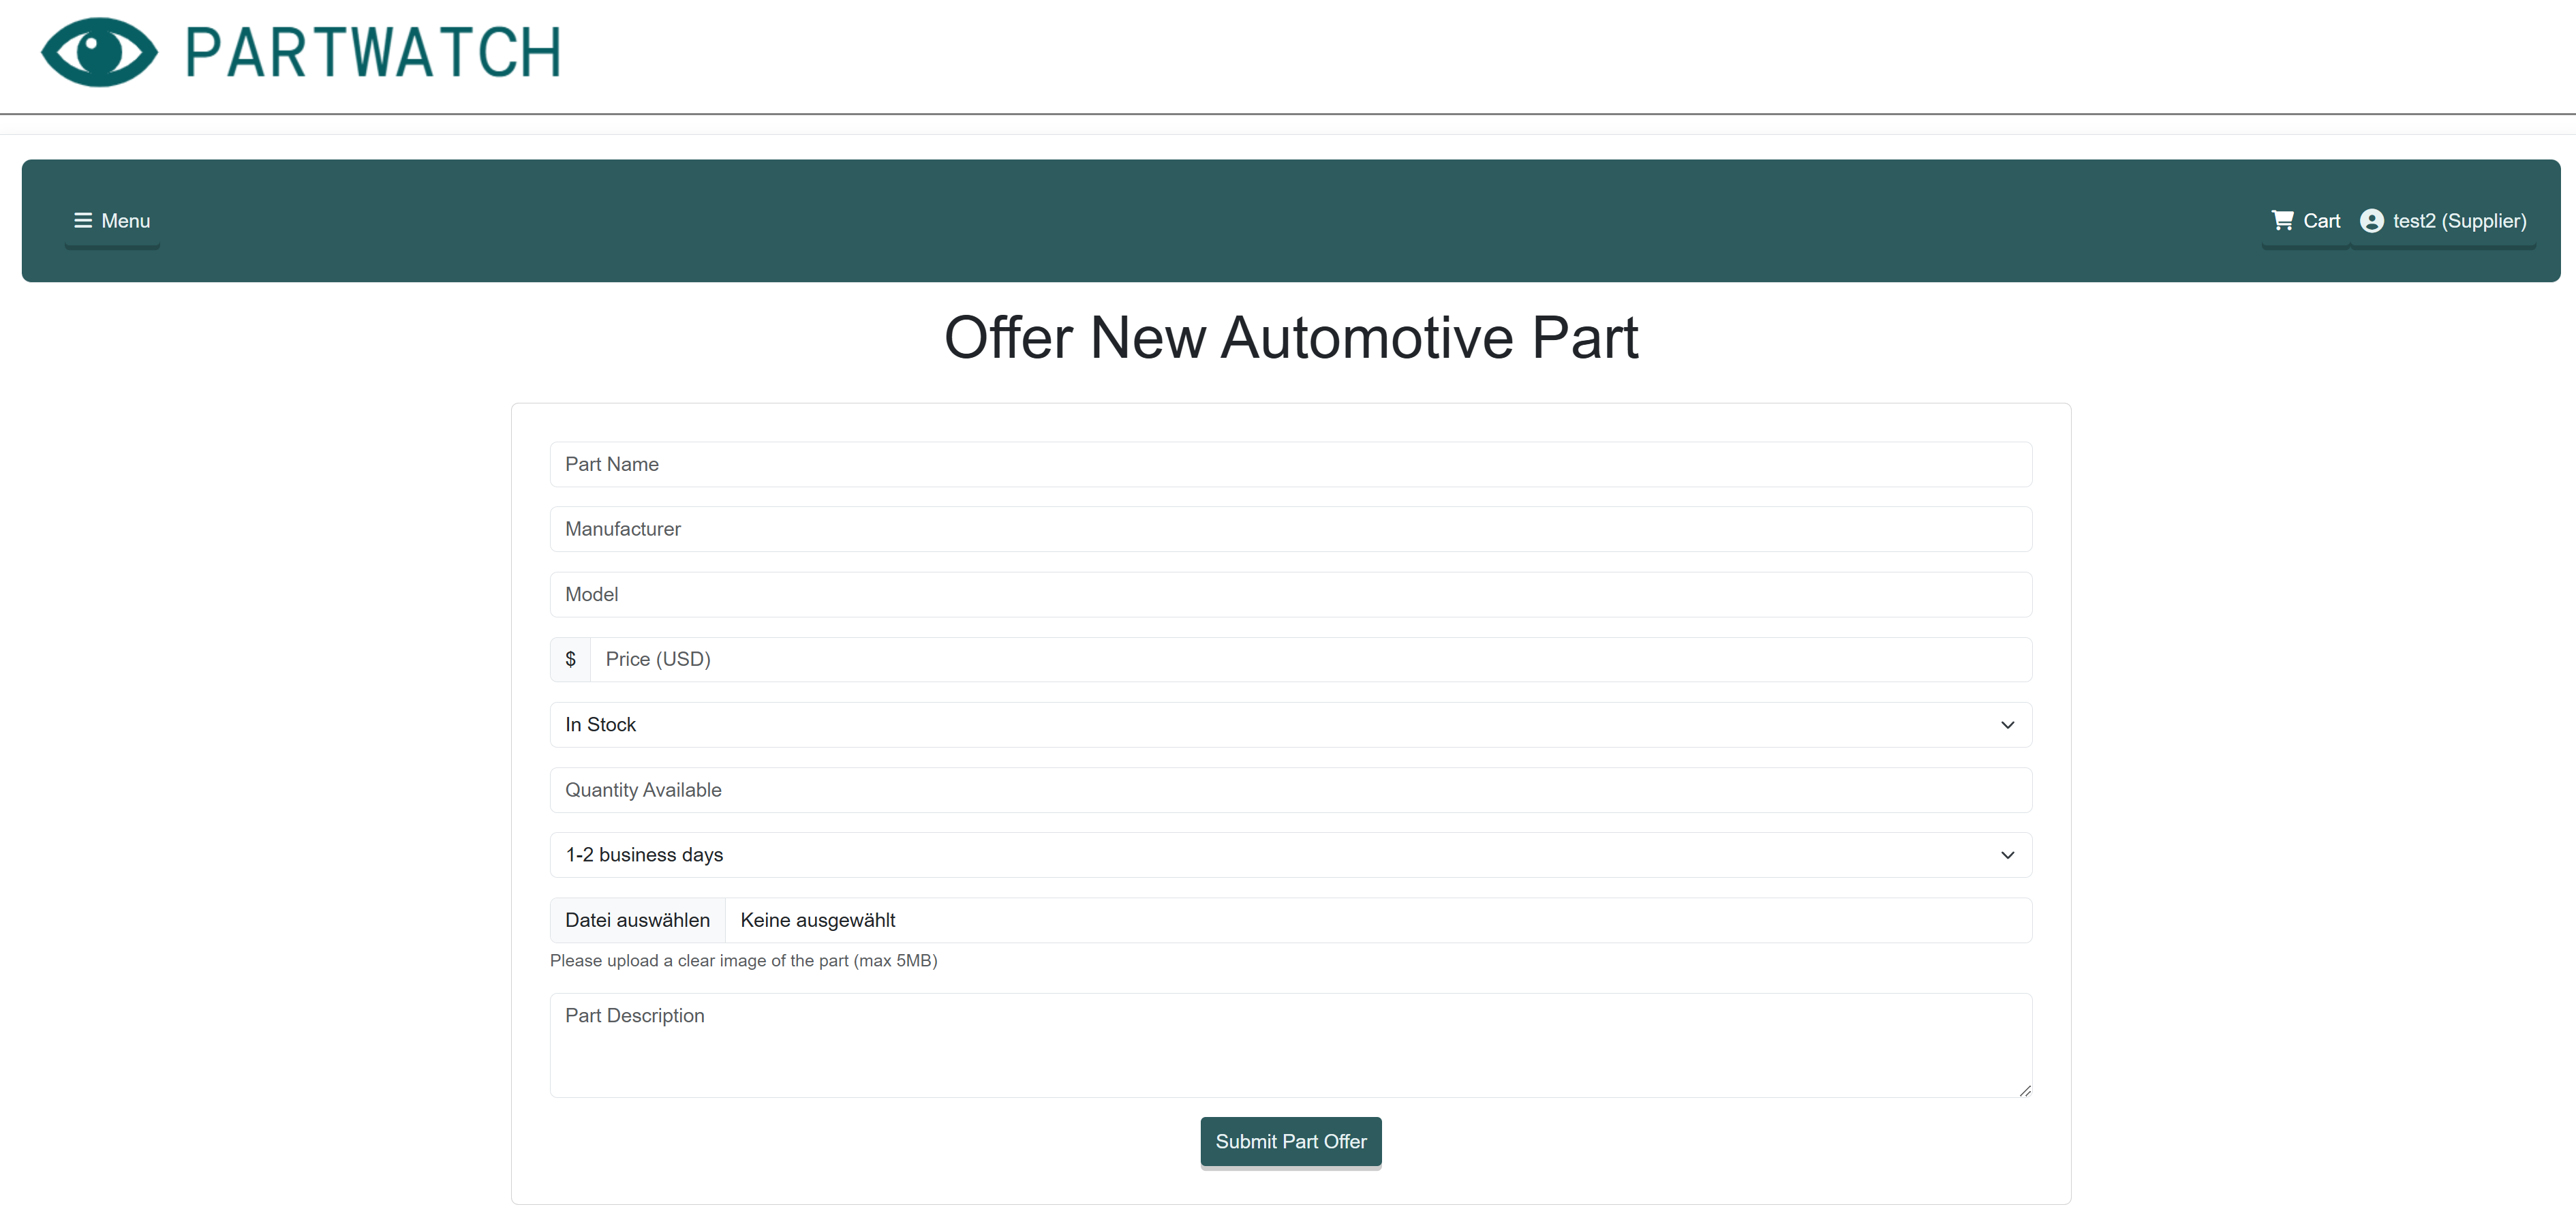 PARTWATCH
Menu
Cart
test2 (Supplier)
Offer New Automotive Part
Part Name
Manufacturer
Model
$ Price (USD)
In Stock
Quantity Available
1-2 business days
Datei auswählen Keine ausgewählt
Please upload a clear image of the part (max 5MB)
Part Description
Submit Part Offer